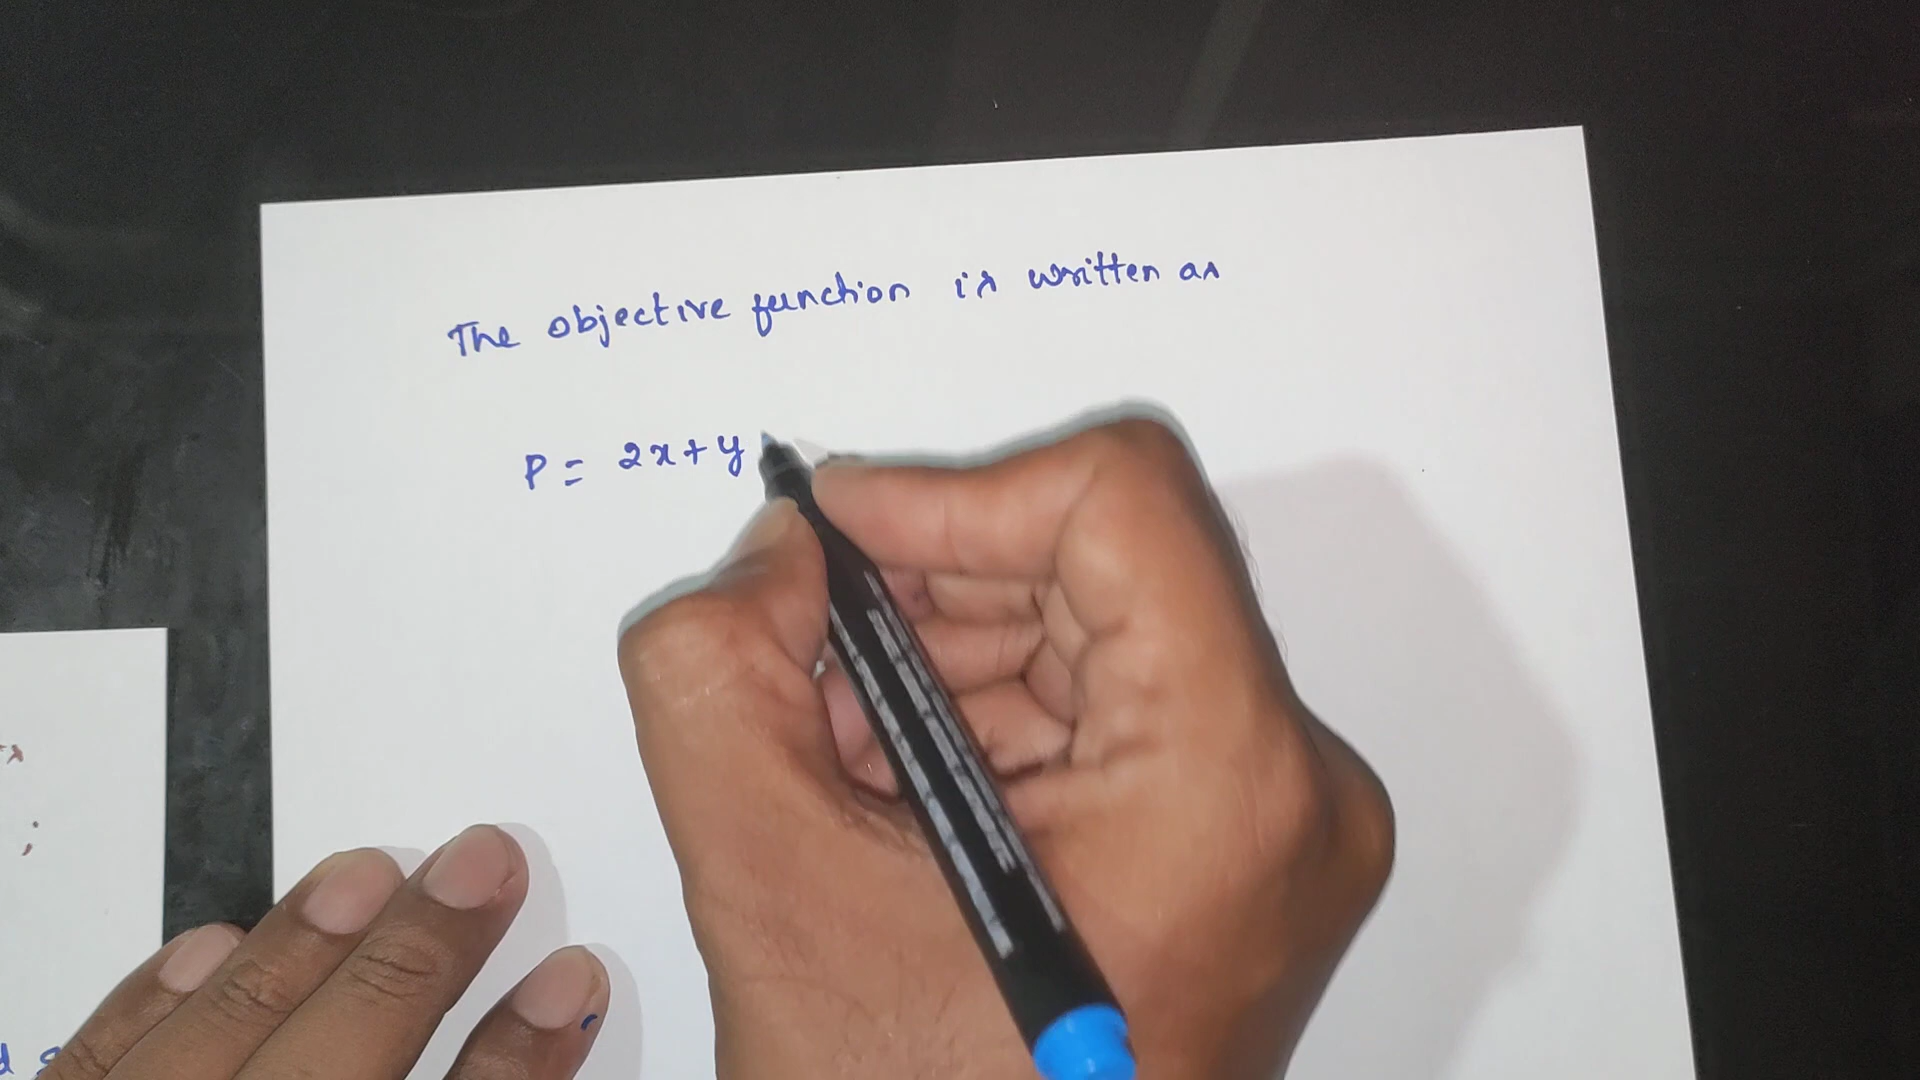 The objective function is written as
P = 2x + y